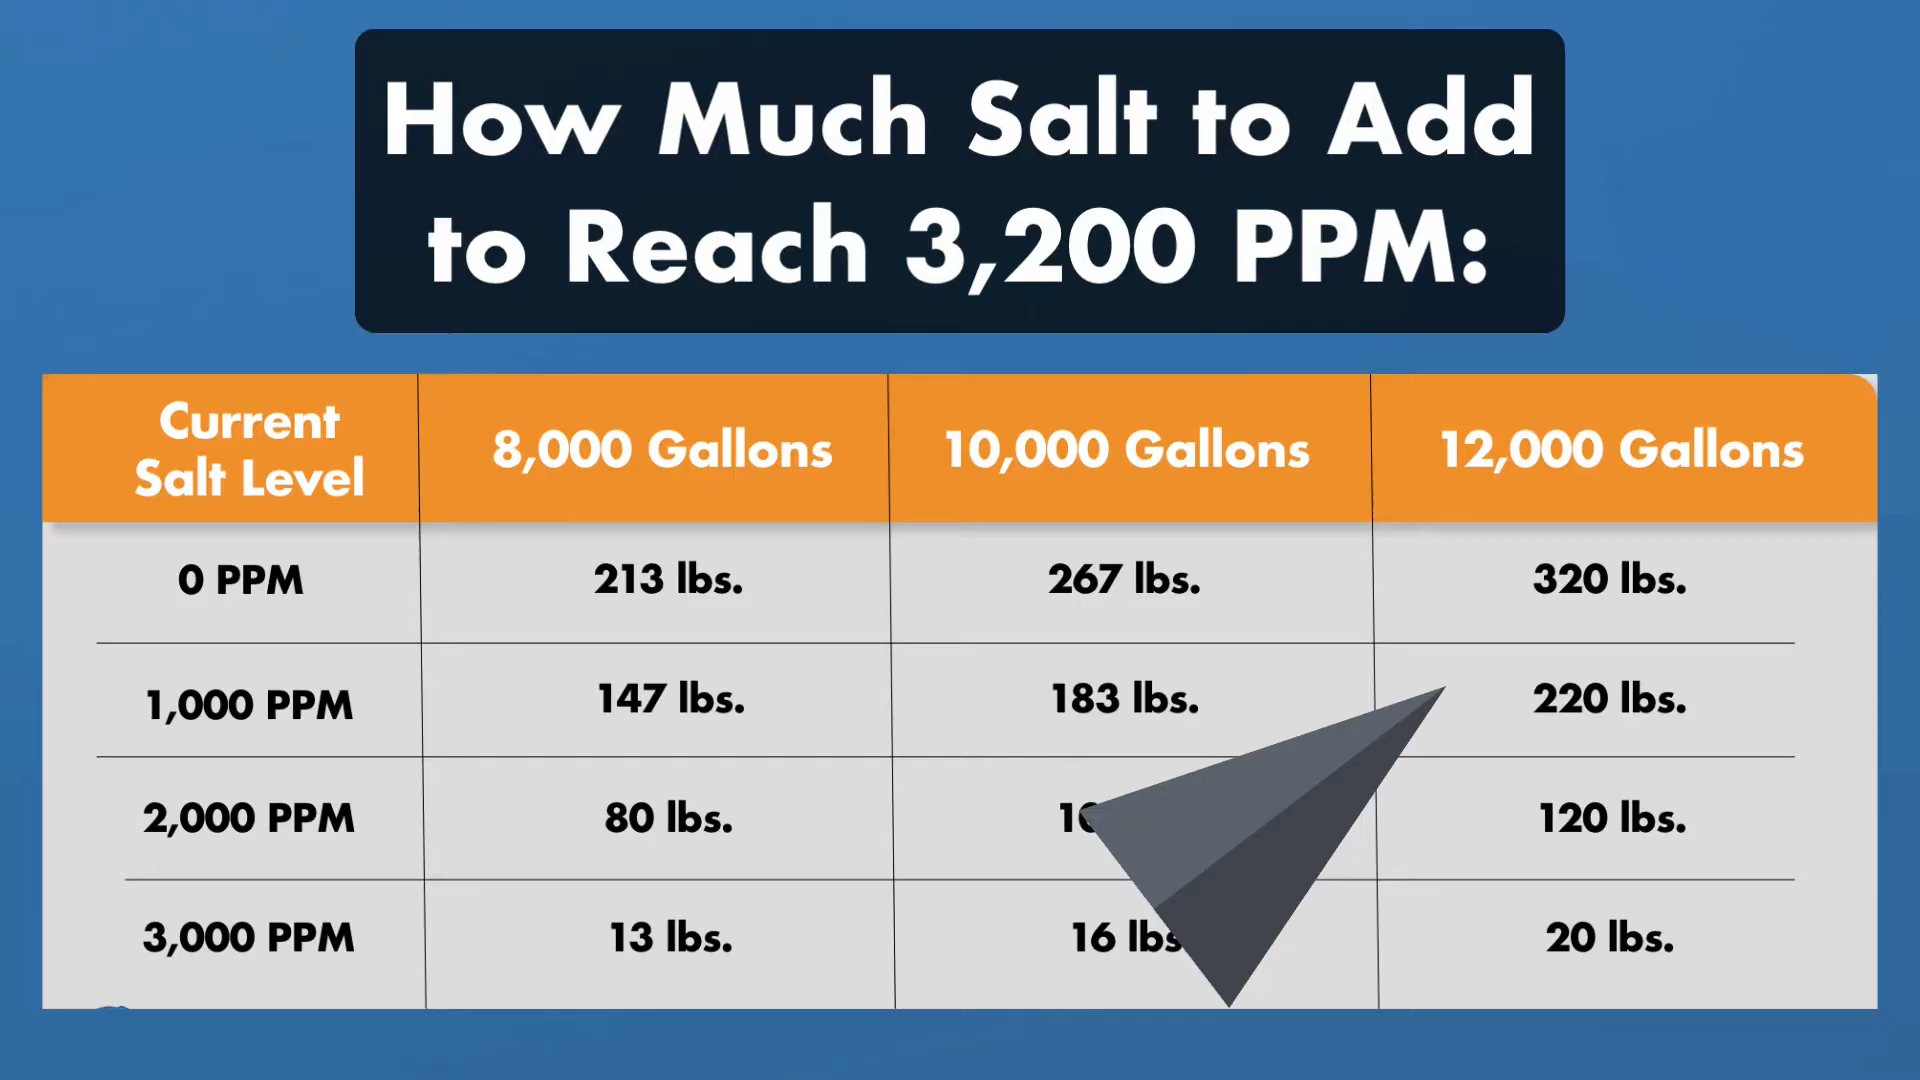 How Much Salt to Add
to Reach 3,200 PPM:
Current
Salt Level
8,000 Gallons
10,000 Gallons
12,000 Gallons
0 PPM
213 lbs.
267 lbs.
320 lbs.
1,000 PPM
147 lbs.
183 lbs.
220 lbs.
2,000 PPM
80 lbs.
120 lbs.
3,000 PPM
13 lbs.
16 lbs
20 lbs.